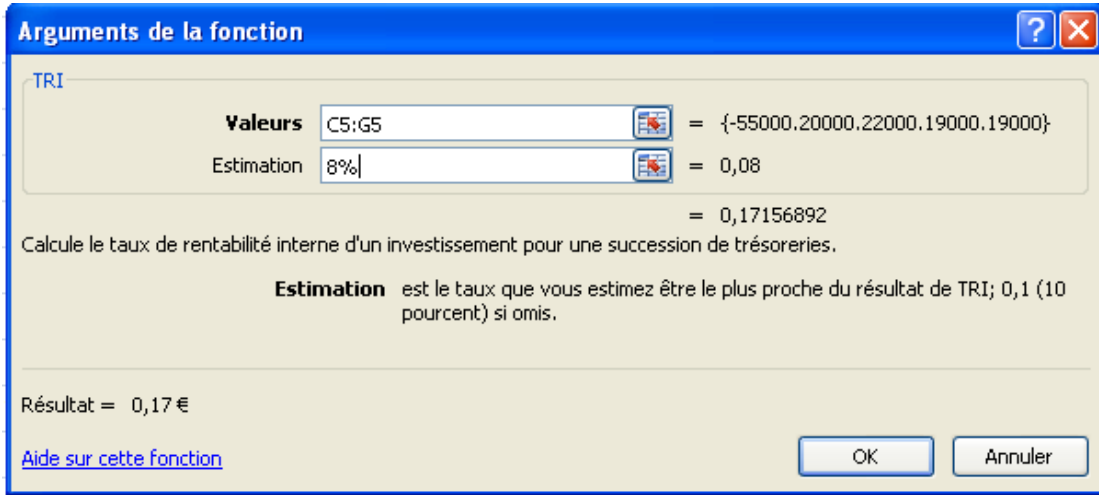 Arguments de la fonction
TRI
Valeurs C5:G5 = {-55000.20000.22000.19000.19000}
Estimation 8% = 0,08
= 0,17156892
Calcule le taux de rentabilité interne d'un investissement pour une succession de trésoreries.
Estimation est le taux que vous estimez être le plus proche du résultat de TRI; 0,1 (10
pourcent) si omis.
Résultat = 0,17 €
Aide sur cette fonction
OK Annuler